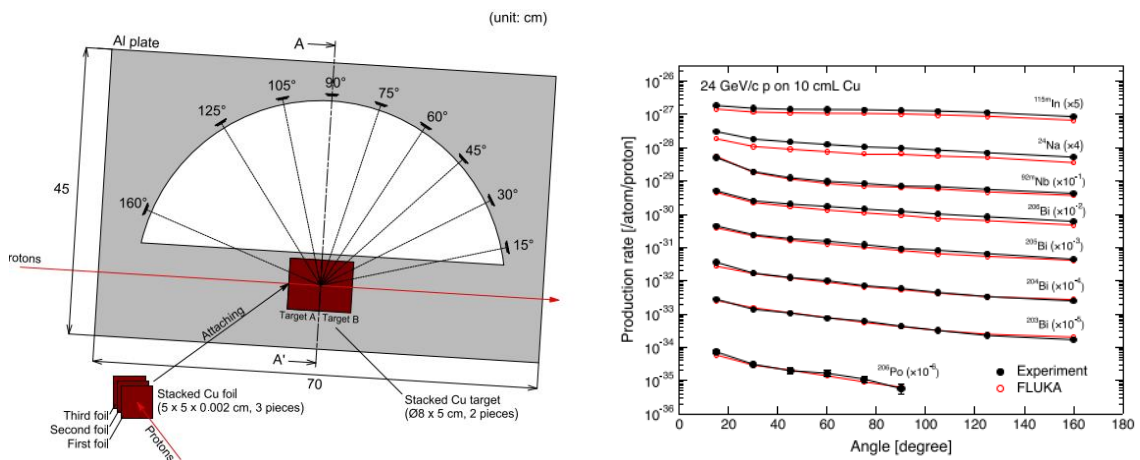 (unit: cm)
Al plate
A
90°
105°
75°
125°
60°
45°
160°
30°
15°
45
rotons
Target A
Target B
Attaching
A'
70
Stacked Cu foil
(5 x 5 x 0.002 cm, 3 pieces)
Third foil
Second foil
First foil
Protons
Stacked Cu target
(Ø8 x 5 cm, 2 pieces)
24 GeV/c p on 10 cmL Cu
Production rate [/atom/proton]
10-26
10-27
10-28
10-29
10-30
10-31
10-32
10-33
10-34
10-35
10-36
115mIn (×5)
24Na (×4)
92mNb (×10-1)
206Bi (×10-2)
205Bi (×10-3)
204Bi (×10-4)
203Bi (×10-5)
Experiment
FLUKA
0 20 40 60 80 100 120 140 160 180
Angle [degree]